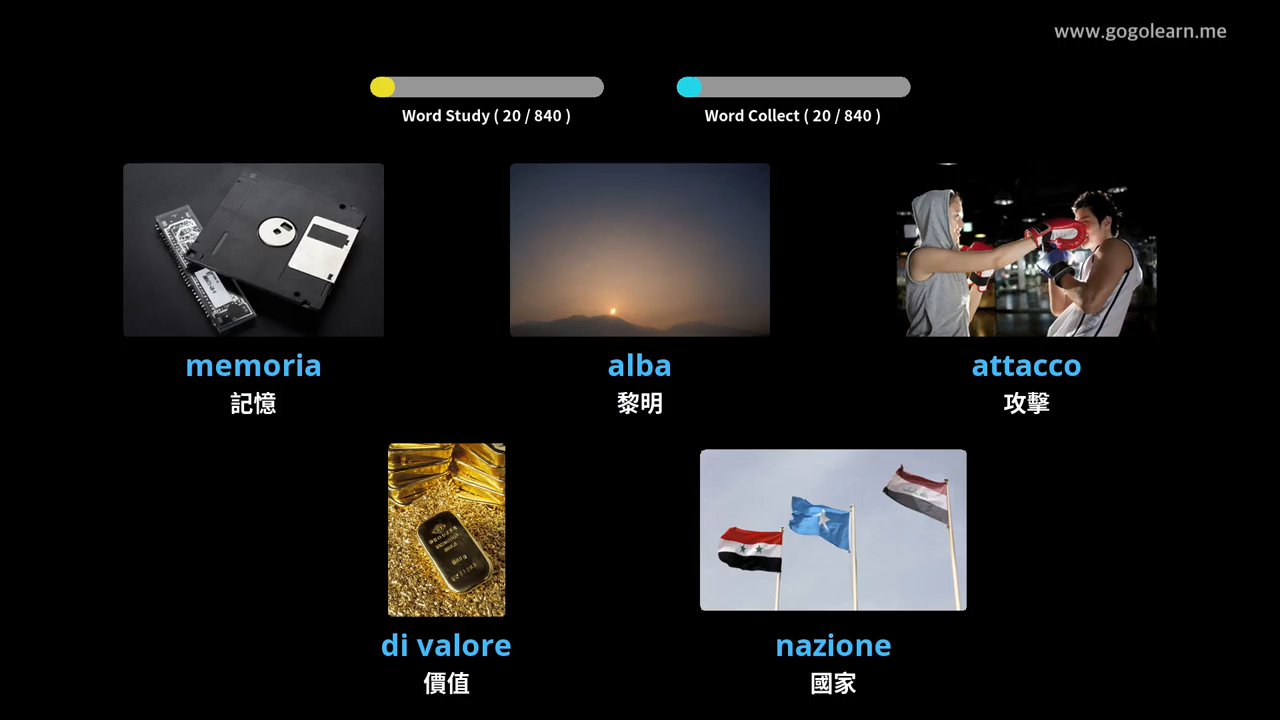 www.gogolearn.me
Word Study ( 20 / 840 )
Word Collect ( 20 / 840 )
memoria
記憶
alba
黎明
attacco
攻擊
di valore
價值
nazione
國家